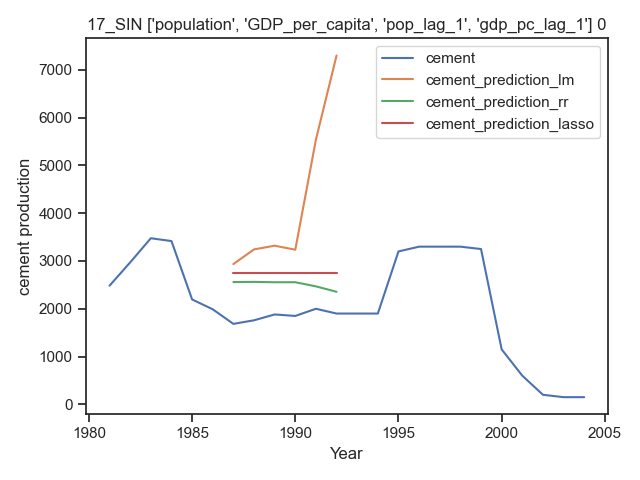 17_SIN ['population', 'GDP_per_capita', 'pop_lag_1', 'gdp_pc_lag_1'] 0
cement
cement_prediction_lm
cement_prediction_rr
cement_prediction_lasso
cement production
7000
6000
5000
4000
3000
2000
1000
0
1980
1985
1990
1995
2000
2005
Year